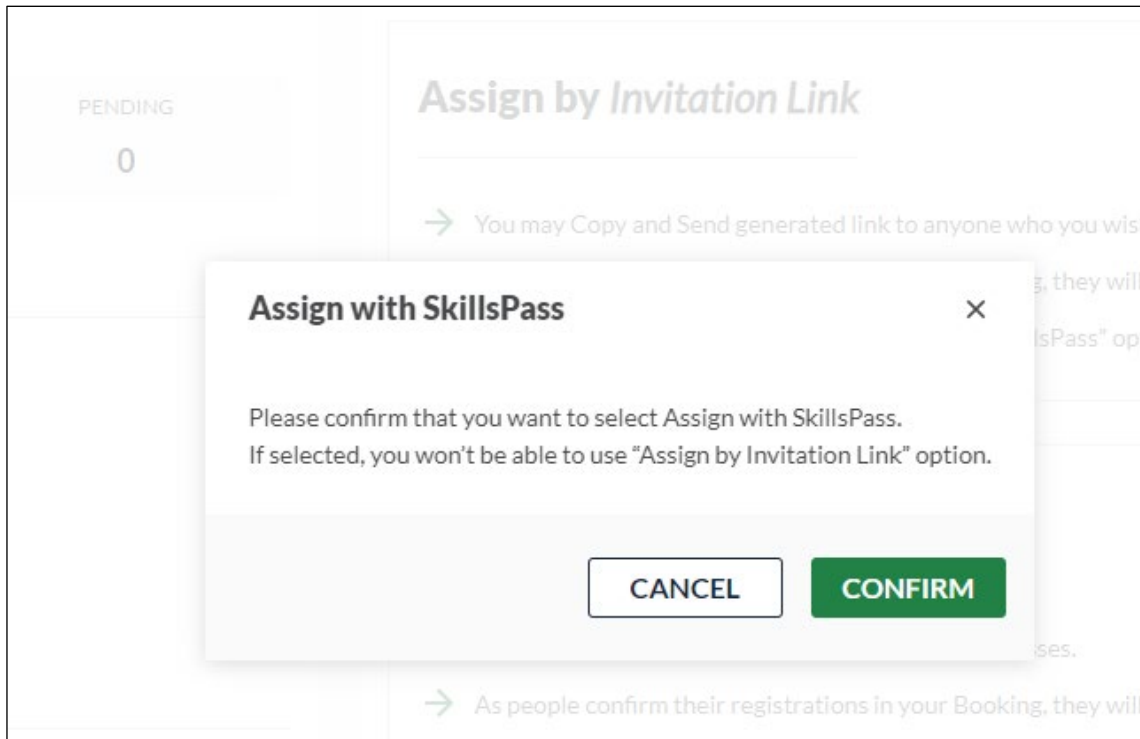 PENDING
0
Assign by Invitation Link
You may Copy and Send generated link to anyone who you wis
g, they will
lsPass" op
Assign with SkillsPass
Please confirm that you want to select Assign with SkillsPass.
If selected, you won't be able to use “Assign by Invitation Link” option.
CANCEL CONFIRM
sses.
As people confirm their registrations in your Booking, they will